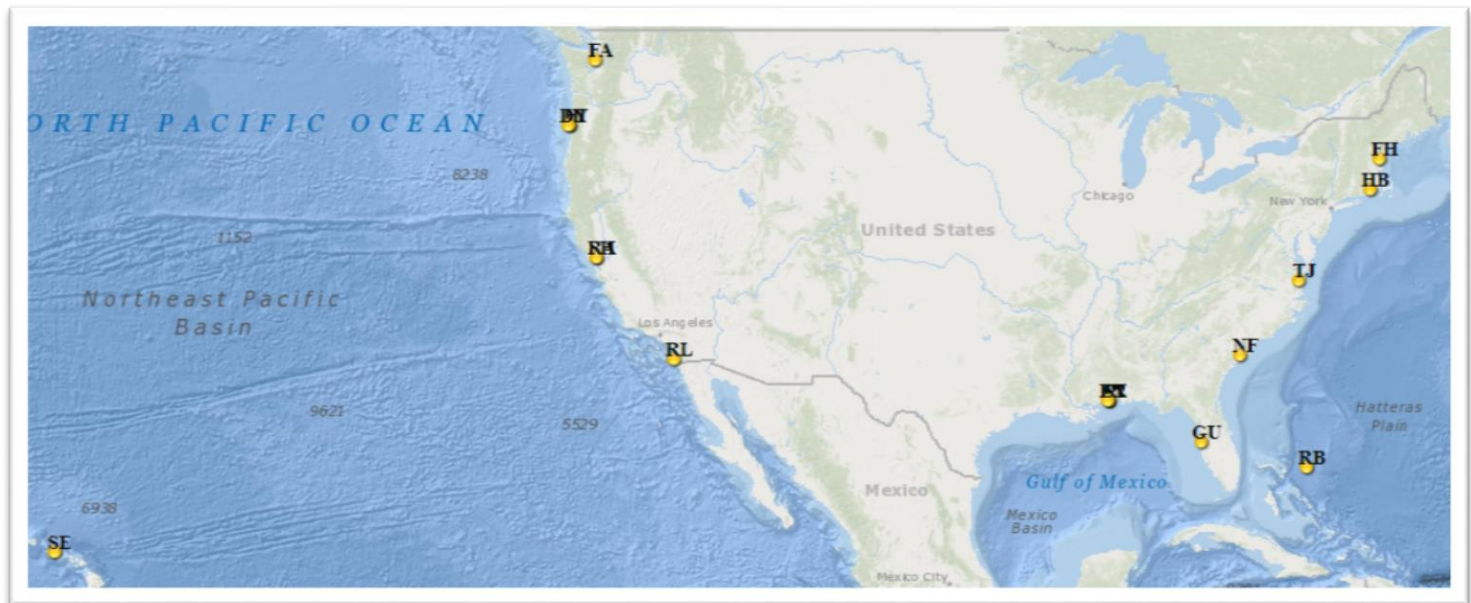 FA
ORTH PACIFIC OCEAN
8238
FH
HB
Chicago
New York
United States
1152
TJ
Northeast Pacific
Basin
Los Angeles
RL
NF
9621
5529
Hatteras
Plain
GU
RB
Gulf of Mexico
Mexico
6938
Mexico
Basin
SE
Mexico City